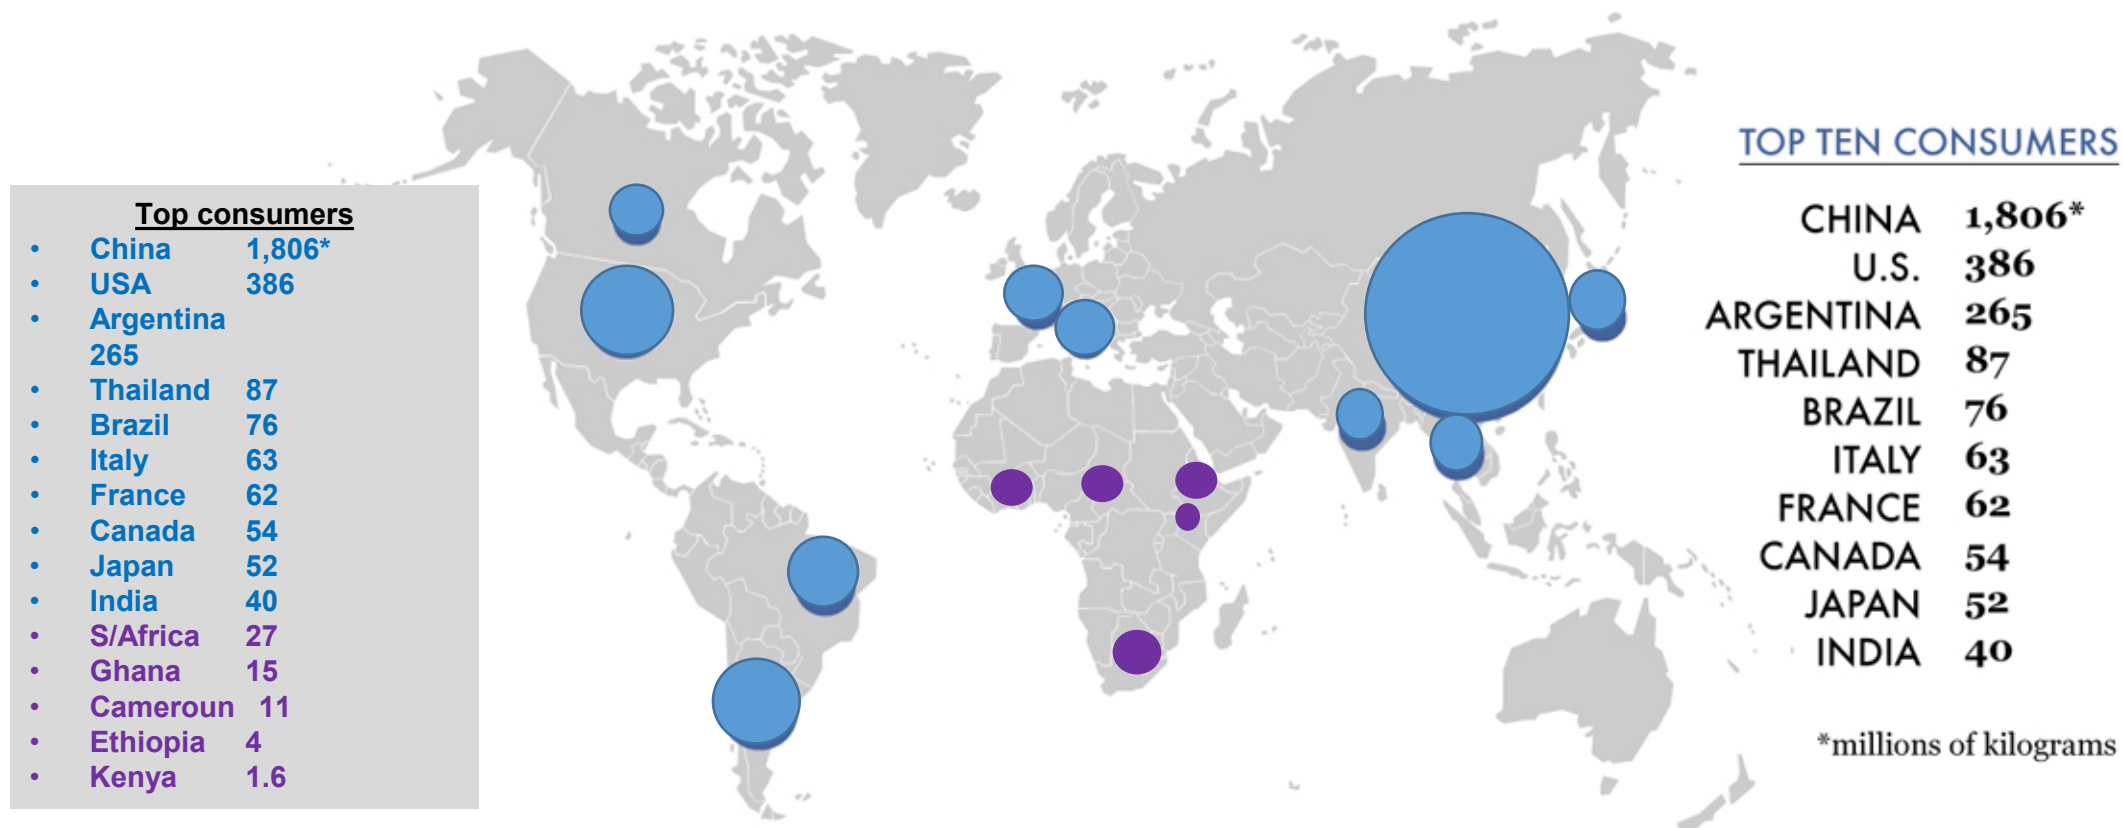 Top consumers
• China 1,806*
• USA 386
• Argentina
265
• Thailand 87
• Brazil 76
• Italy 63
• France 62
• Canada 54
• Japan 52
• India 40
• S/Africa 27
• Ghana 15
• Cameroun 11
• Ethiopia 4
• Kenya 1.6
TOP TEN CONSUMERS
CHINA 1,806*
U.S. 386
ARGENTINA 265
THAILAND 87
BRAZIL 76
ITALY 63
FRANCE 62
CANADA 54
JAPAN 52
INDIA 40
*millions of kilograms